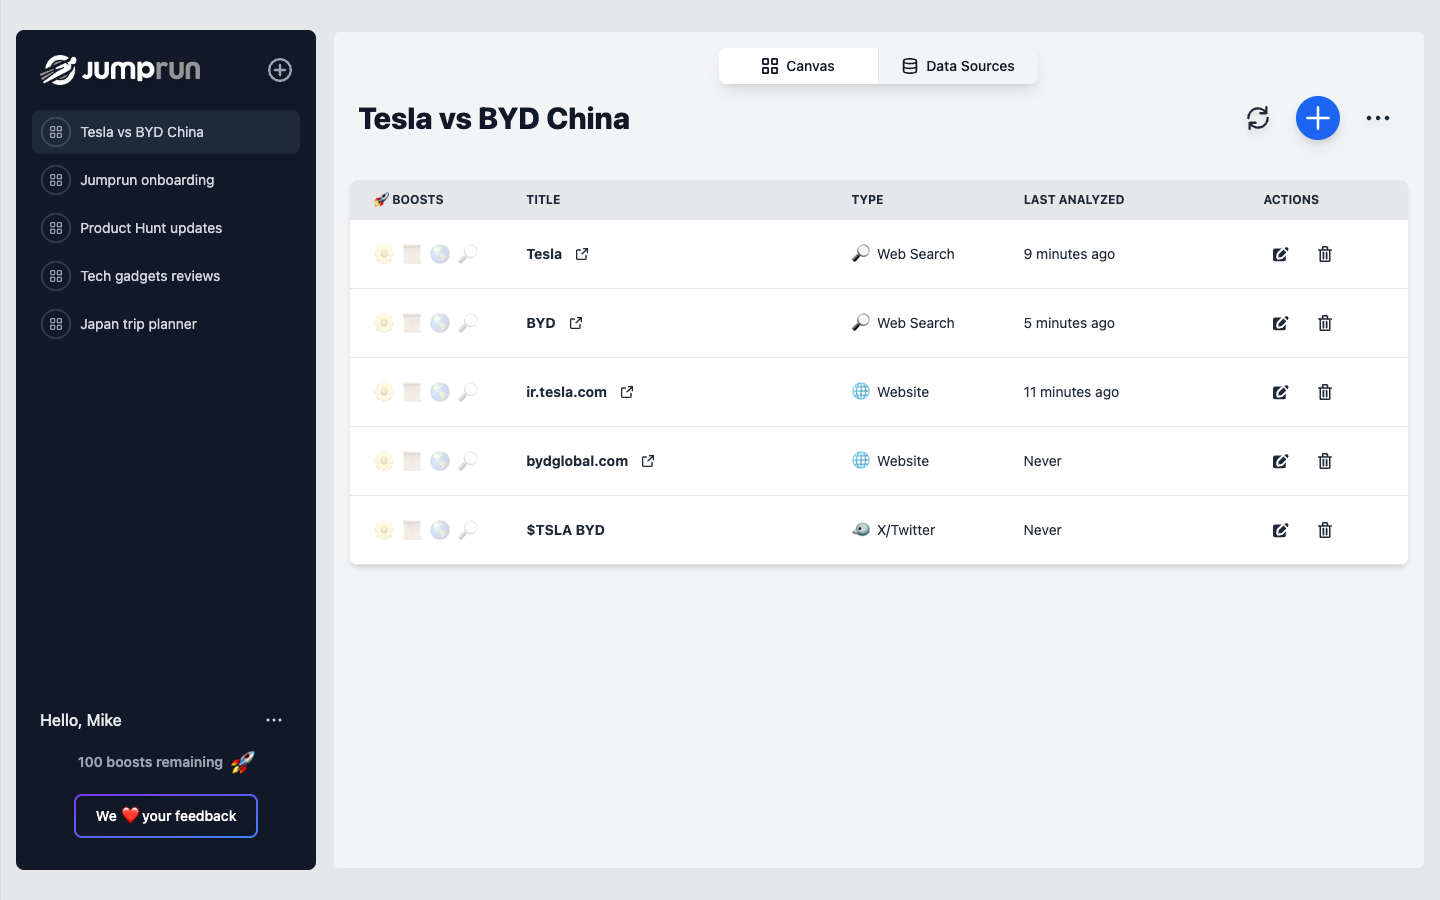 Jumprun
Canvas
Data Sources
Tesla vs BYD China
Jumprun onboarding
Product Hunt updates
Tech gadgets reviews
Japan trip planner
Tesla vs BYD China
🚀 BOOSTS TITLE TYPE LAST ANALYZED ACTIONS
Tesla Web Search 9 minutes ago
BYD Web Search 5 minutes ago
ir.tesla.com Website 11 minutes ago
bydglobal.com Website Never
$TSLA BYD X/Twitter Never
Hello, Mike
100 boosts remaining 🚀
We ❤️ your feedback